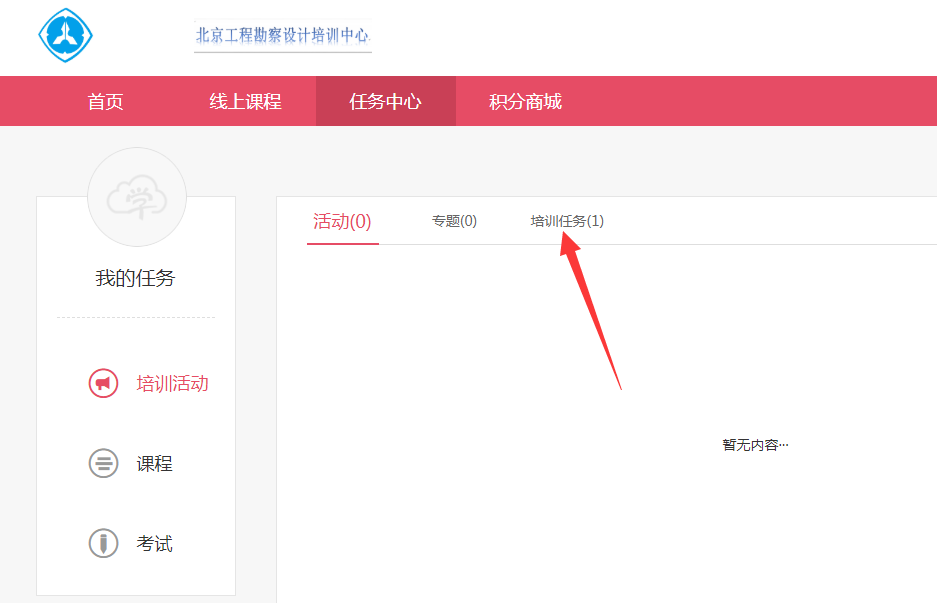 北京工程勘察设计培训中心
首页 线上课程 任务中心 积分商城
学
我的任务
培训活动
课程
考试
活动(0) 专题(0) 培训任务(1)
暂无内容...